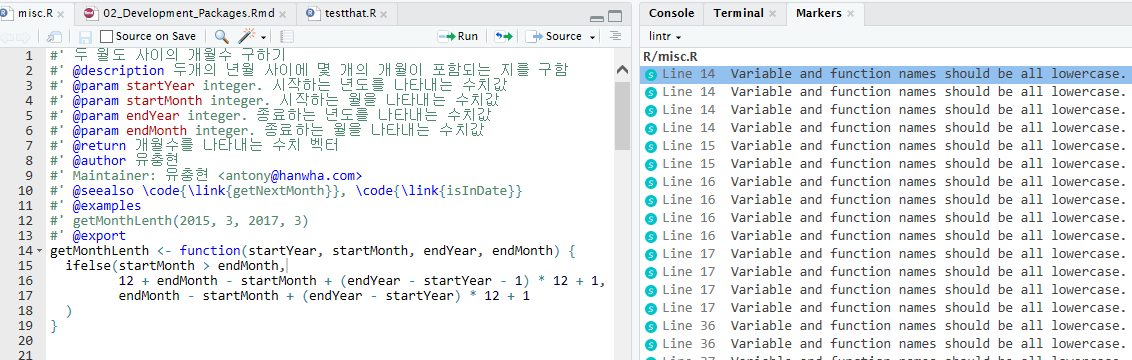 misc.R × 02_Development_Packages.Rmd × testthat.R ×
Source on Save Run Source
1 #' 두 월도 사이의 개월수 구하기
2 #' @description 두개의 년월 사이에 몇 개의 개월이 포함되는 지를 구함
3 #' @param startYear integer. 시작하는 년도를 나타내는 수치값
4 #' @param startMonth integer. 시작하는 월을 나타내는 수치값
5 #' @param endYear integer. 종료하는 년도를 나타내는 수치값
6 #' @param endMonth integer. 종료하는 월을 나타내는 수치값
7 #' @return 개월수를 나타내는 수치 벡터
8 #' @author 유충현
9 #' Maintainer: 유충현 <antony@hanwha.com>
10 #' @seealso \code{\link{getNextMonth}}, \code{\link{isInDate}}
11 #' @examples
12 #' getMonthLenth(2015, 3, 2017, 3)
13 #' @export
14 getMonthLenth <- function(startYear, startMonth, endYear, endMonth) {
15 ifelse(startMonth > endMonth,
16 12 + endMonth - startMonth + (endYear - startYear - 1) * 12 + 1,
17 endMonth - startMonth + (endYear - startYear) * 12 + 1
18 )
19 }
20
21
Console Terminal × Markers ×
lintr
R/misc.R
Line 14 Variable and function names should be all lowercase.
Line 14 Variable and function names should be all lowercase.
Line 14 Variable and function names should be all lowercase.
Line 14 Variable and function names should be all lowercase.
Line 15 Variable and function names should be all lowercase.
Line 15 Variable and function names should be all lowercase.
Line 16 Variable and function names should be all lowercase.
Line 16 Variable and function names should be all lowercase.
Line 16 Variable and function names should be all lowercase.
Line 16 Variable and function names should be all lowercase.
Line 17 Variable and function names should be all lowercase.
Line 17 Variable and function names should be all lowercase.
Line 17 Variable and function names should be all lowercase.
Line 17 Variable and function names should be all lowercase.
Line 36 Variable and function names should be all lowercase.
Line 36 Variable and function names should be all lowercase.
Line 37 Variable and function names should be all lowercase.